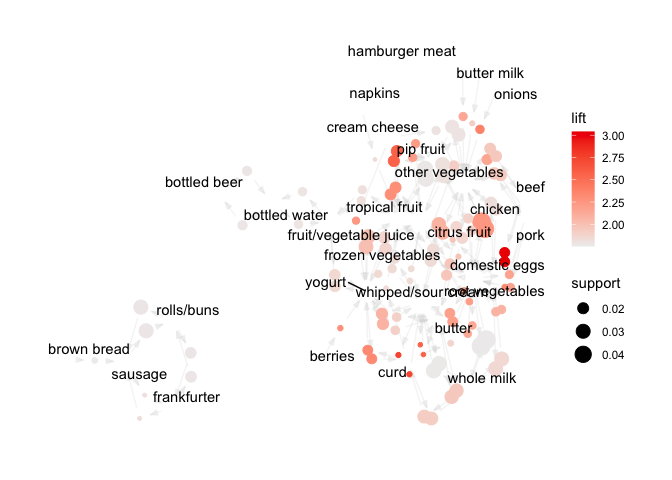 hamburger meat
butter milk
napkins
onions
cream cheese
pip fruit
other vegetables
bottled beer
beef
tropical fruit
chicken
bottled water
fruit/vegetable juice
citrus fruit
pork
frozen vegetables
domestic eggs
yogurt
whipped/sour cream
root vegetables
rolls/buns
butter
brown bread
berries
sausage
curd
whole milk
frankfurter
lift
3.00
2.75
2.50
2.25
2.00
support
0.02
0.03
0.04